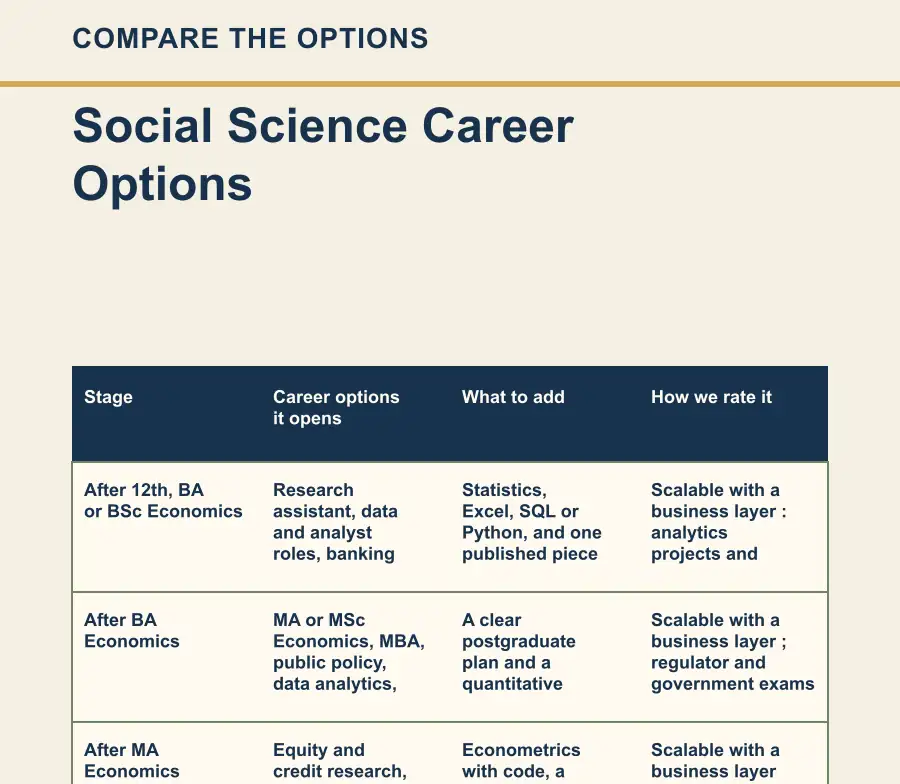 COMPARE THE OPTIONS
Social Science Career
Options
Stage
Career options
it opens
What to add
How we rate it
After 12th, BA
or BSc Economics
Research
assistant, data
and analyst
roles, banking
Statistics,
Excel, SQL or
Python, and one
published piece
Scalable with a
business layer :
analytics
projects and
After BA
Economics
MA or MSc
Economics, MBA,
public policy,
data analytics,
A clear
postgraduate
plan and a
quantitative
Scalable with a
business layer ;
regulator and
government exams
After MA
Economics
Equity and
credit research,
Econometrics
with code, a
Scalable with a
business layer